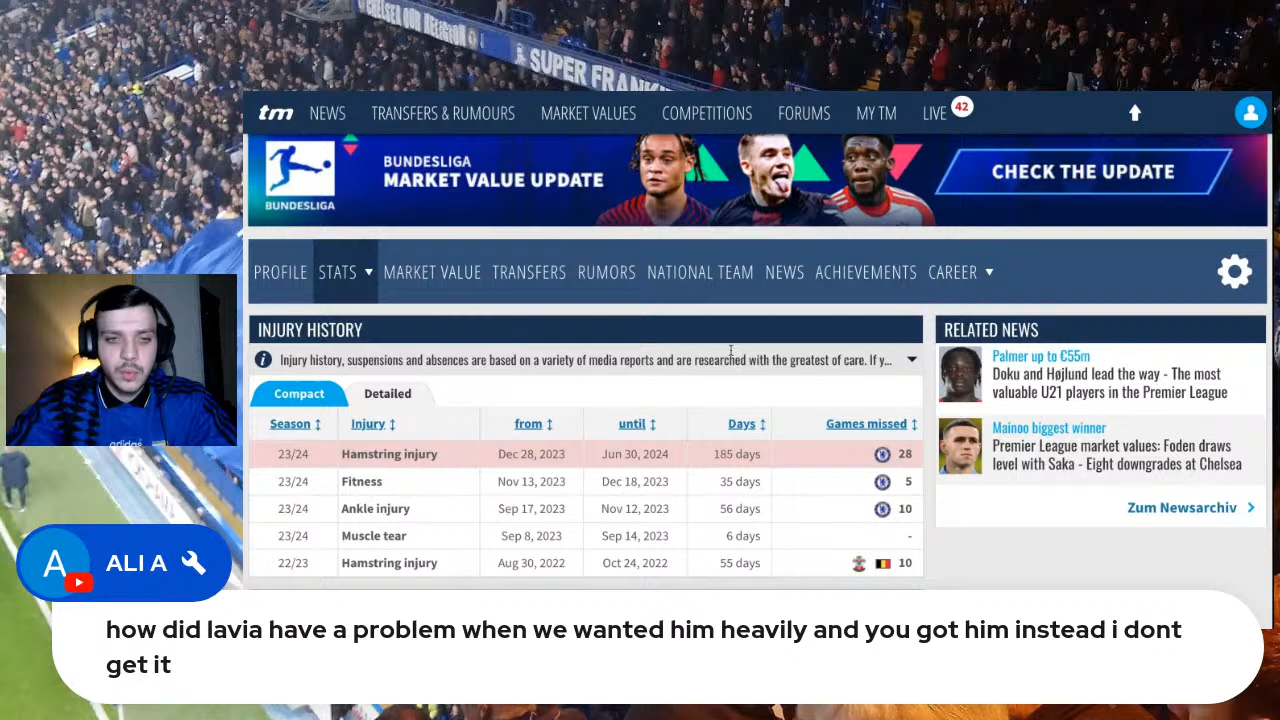 CHELSEA OUR RELIGION
SUPER FRANK
tm NEWS TRANSFERS & RUMOURS MARKET VALUES COMPETITIONS FORUMS MY TM LIVE 42
BUNDESLIGA
MARKET VALUE UPDATE
CHECK THE UPDATE
BUNDESLIGA
PROFILE STATS MARKET VALUE TRANSFERS RUMORS NATIONAL TEAM NEWS ACHIEVEMENTS CAREER
INJURY HISTORY
Injury history, suspensions and absences are based on a variety of media reports and are researched with the greatest of care. If y...
Compact Detailed
Season Injury from until Days Games missed
23/24 Hamstring injury Dec 28, 2023 Jun 30, 2024 185 days 28
23/24 Fitness Nov 13, 2023 Dec 18, 2023 35 days 5
23/24 Ankle injury Sep 17, 2023 Nov 12, 2023 56 days 10
23/24 Muscle tear Sep 8, 2023 Sep 14, 2023 6 days -
22/23 Hamstring injury Aug 30, 2022 Oct 24, 2022 55 days 10
RELATED NEWS
Palmer up to €55m
Doku and Højlund lead the way - The most
valuable U21 players in the Premier League
Mainoo biggest winner
Premier League market values: Foden draws
level with Saka - Eight downgrades at Chelsea
Zum Newsarchiv
adidas
A ALI A
how did lavia have a problem when we wanted him heavily and you got him instead i dont
get it